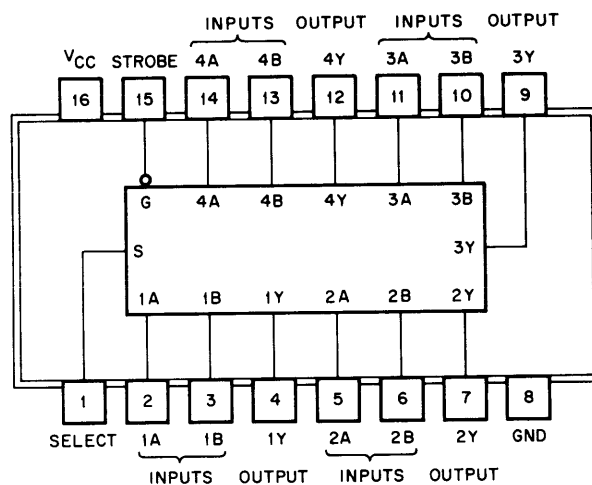 INPUTS OUTPUT INPUTS OUTPUT
VCC STROBE 4A 4B 4Y 3A 3B 3Y
16 15 14 13 12 11 10 9
G 4A 4B 4Y 3A 3B
S 3Y
1A 1B 1Y 2A 2B 2Y
1 2 3 4 5 6 7 8
SELECT 1A 1B 1Y 2A 2B 2Y GND
INPUTS OUTPUT INPUTS OUTPUT